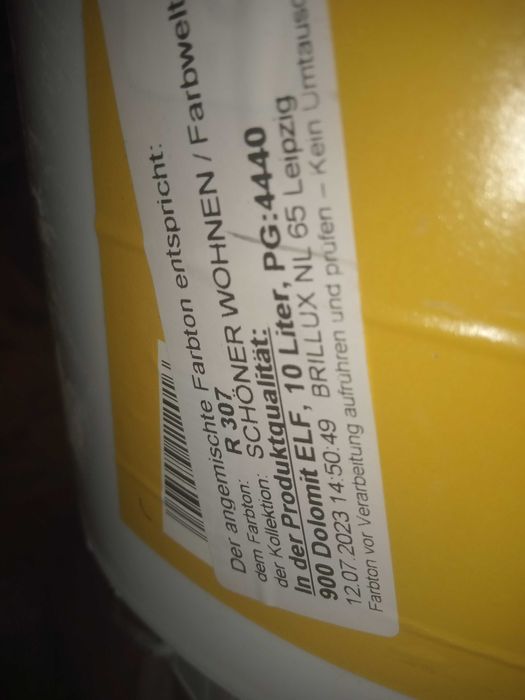 Der angemischte Farbton entspricht:
dem Farbton: R 307
der Kollektion: SCHÖNER WOHNEN / Farbwelt
In der Produktqualität:
900 Dolomit ELF, 10 Liter, PG:4440
12.07.2023 14:50:49 BRILLUX NL 65 Leipzig
Farbton vor Verarbeitung aufrühren und prüfen – Kein Umtausc